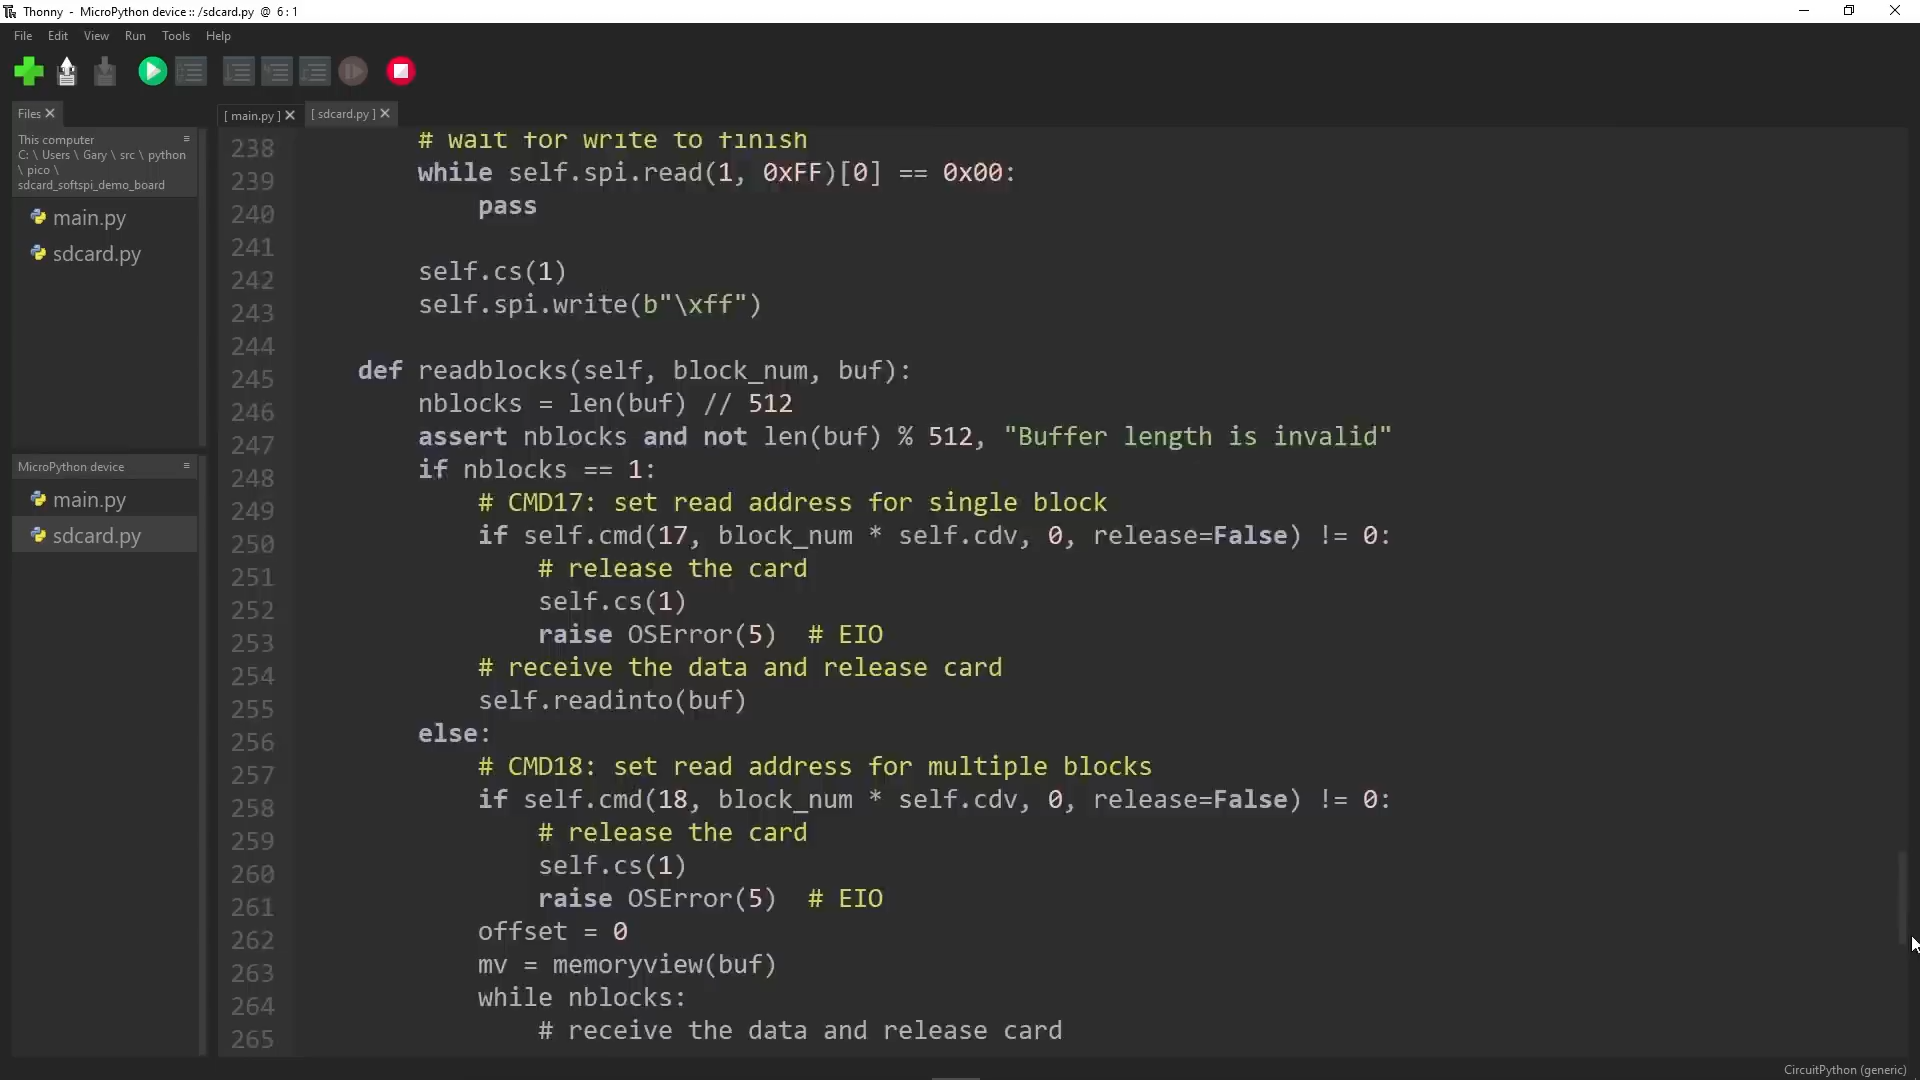 Thonny - MicroPython device :: /sdcard.py @ 6 : 1
File Edit View Run Tools Help
Files
This computer
C: \ Users \ Gary \ src \ python
\ pico \
sdcard_softspi_demo_board
main.py
sdcard.py
MicroPython device
main.py
sdcard.py
[ main.py ] [ sdcard.py ]
238 # wait for write to finish
239 while self.spi.read(1, 0xFF)[0] == 0x00:
240 pass
241
242 self.cs(1)
243 self.spi.write(b"\xff")
244
245 def readblocks(self, block_num, buf):
246 nblocks = len(buf) // 512
247 assert nblocks and not len(buf) % 512, "Buffer length is invalid"
248 if nblocks == 1:
249 # CMD17: set read address for single block
250 if self.cmd(17, block_num * self.cdv, 0, release=False) != 0:
251 # release the card
252 self.cs(1)
253 raise OSError(5) # EIO
254 # receive the data and release card
255 self.readinto(buf)
256 else:
257 # CMD18: set read address for multiple blocks
258 if self.cmd(18, block_num * self.cdv, 0, release=False) != 0:
259 # release the card
260 self.cs(1)
261 raise OSError(5) # EIO
262 offset = 0
263 mv = memoryview(buf)
264 while nblocks:
265 # receive the data and release card
CircuitPython (generic)